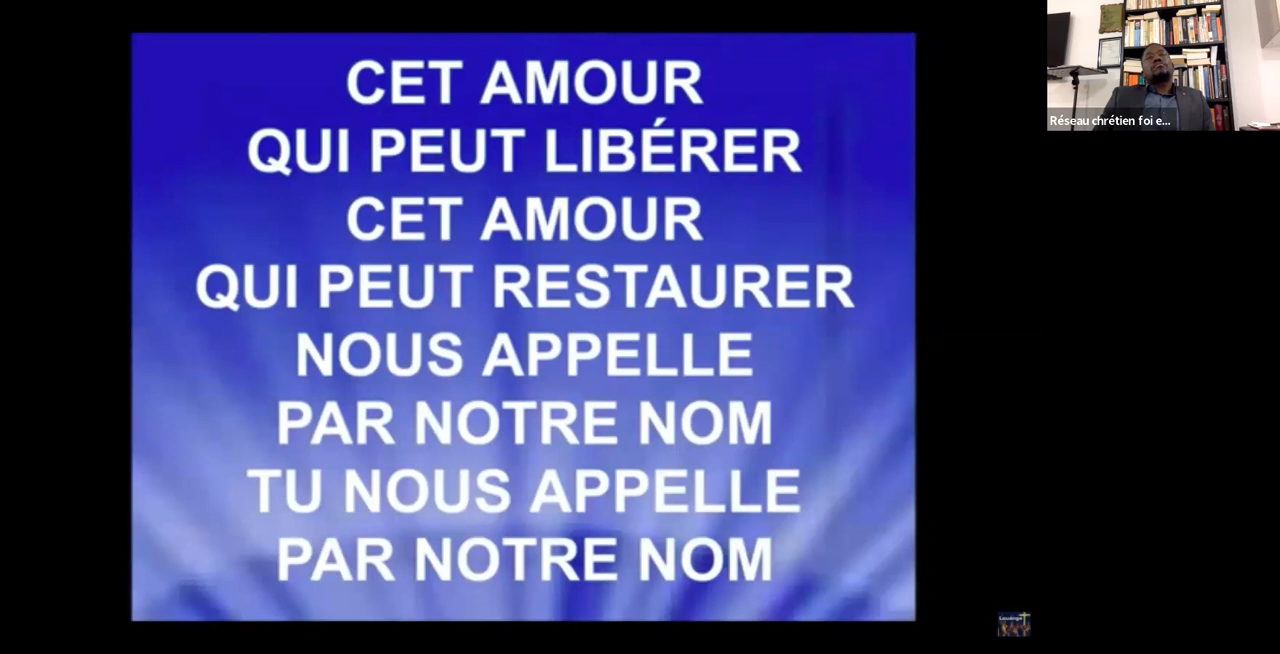 CET AMOUR
QUI PEUT LIBÉRER
CET AMOUR
QUI PEUT RESTAURER
NOUS APPELLE
PAR NOTRE NOM
TU NOUS APPELLE
PAR NOTRE NOM
Réseau chrétien foi e...
Louange